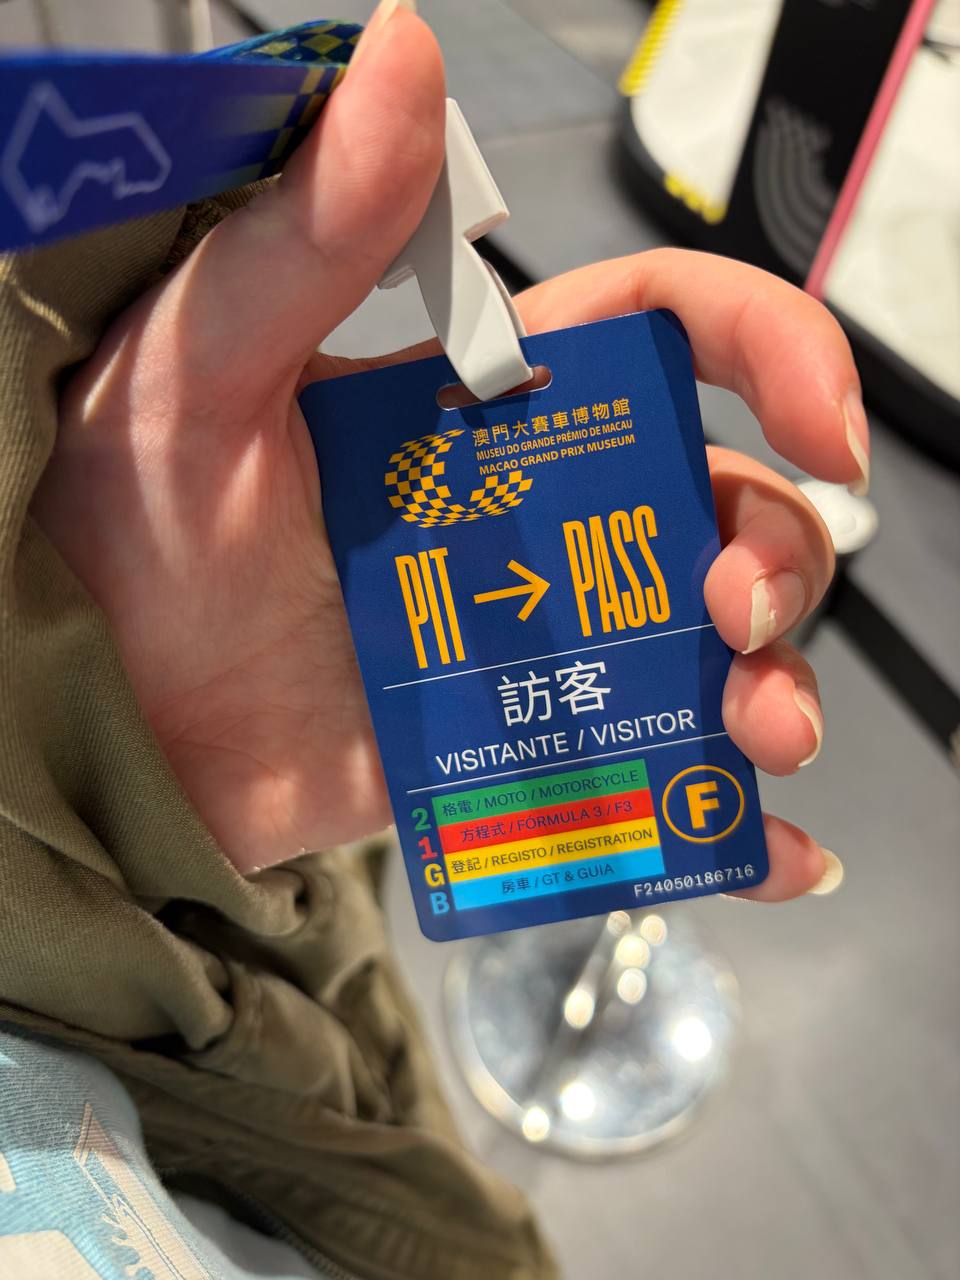 澳門大賽車博物館
MUSEU DO GRANDE PRÉMIO DE MACAU
MACAO GRAND PRIX MUSEUM
PIT → PASS
訪客
VISITANTE / VISITOR
2 格電 / MOTO / MOTORCYCLE
1 方程式 / FÓRMULA 3 / F3
G 登記 / REGISTO / REGISTRATION
B 房車 / GT & GUIA
F
F24050186716